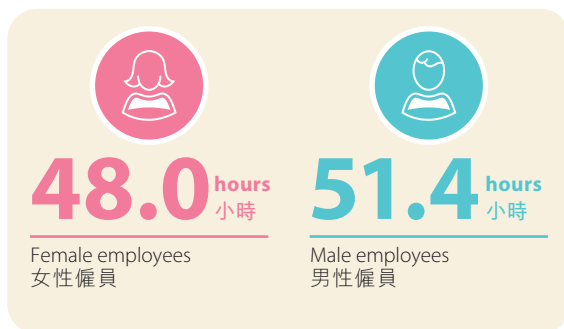 48.0 hours
小時
Female employees
女性僱員
51.4 hours
小時
Male employees
男性僱員